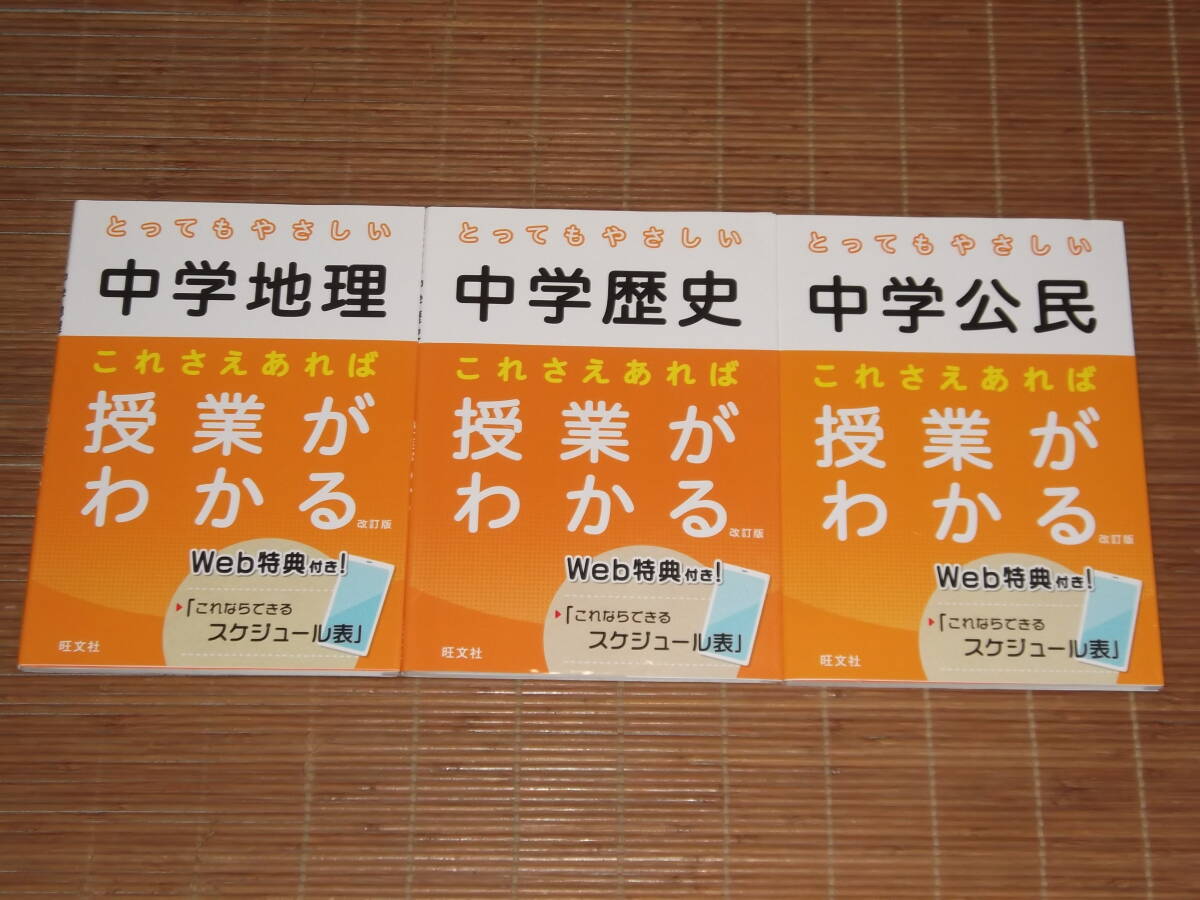 とってもやさしい
中学地理
これさえあれば
授業が
わかる 改訂版
Web特典付き!
「これならできる
スケジュール表」
旺文社
とってもやさしい
中学歴史
これさえあれば
授業が
わかる 改訂版
Web特典付き!
「これならできる
スケジュール表」
旺文社
とってもやさしい
中学公民
これさえあれば
授業が
わかる 改訂版
Web特典付き!
「これならできる
スケジュール表」
旺文社